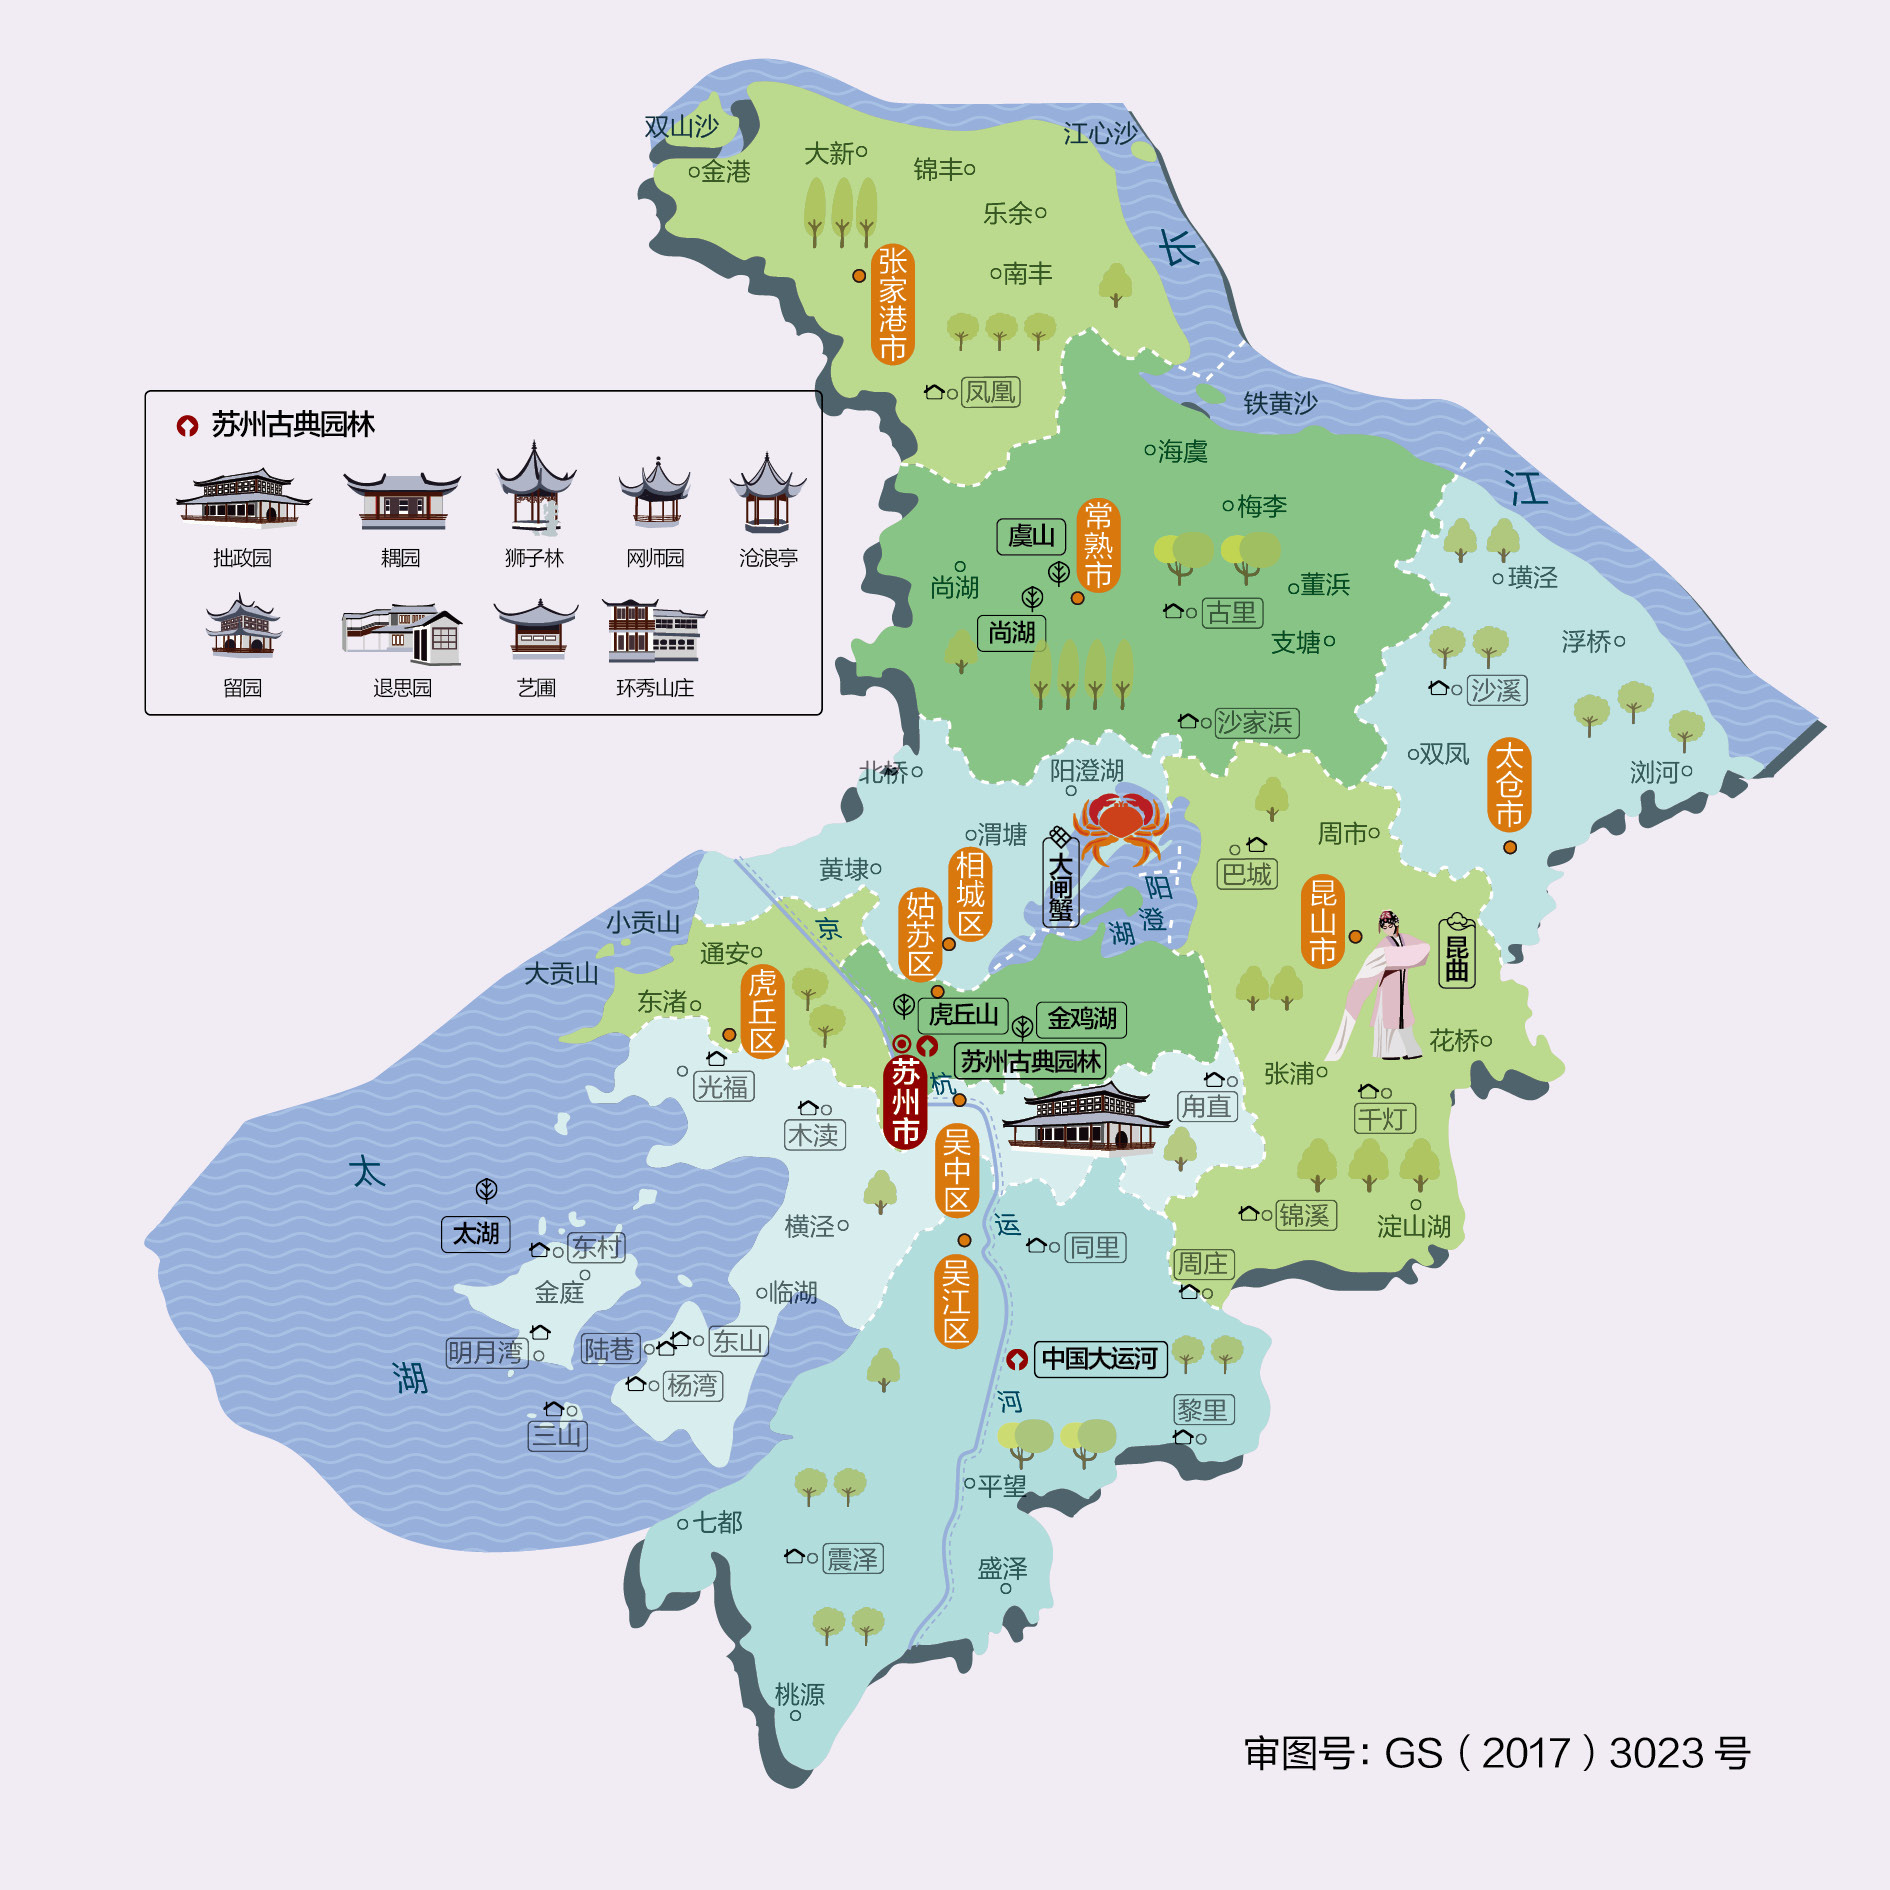 双山沙
江心沙
大新
锦丰
金港
乐余
长
南丰
张家港市
凤凰
铁黄沙
苏州古典园林
拙政园
耦园
狮子林
网师园
沧浪亭
留园
退思园
艺圃
环秀山庄
海虞
江
梅李
常熟市
虞山
璜泾
尚湖
董浜
古里
尚湖
支塘
浮桥
沙溪
沙家浜
双凤
太仓市
浏河
北桥
阳澄湖
渭塘
周市
黄埭
大闸蟹
巴城
阳澄湖
相城区
姑苏区
昆山市
小贡山
京
昆曲
通安
大贡山
虎丘区
东渚
虎丘山
金鸡湖
苏州古典园林
花桥
张浦
光福
苏州市
杭
甪直
千灯
木渎
吴中区
太
太湖
横泾
运
锦溪
淀山湖
东村
同里
周庄
金庭
临湖
吴江区
明月湾
陆巷
东山
中国大运河
湖
杨湾
河
黎里
三山
平望
七都
震泽
盛泽
桃源
审图号：GS（2017）3023 号